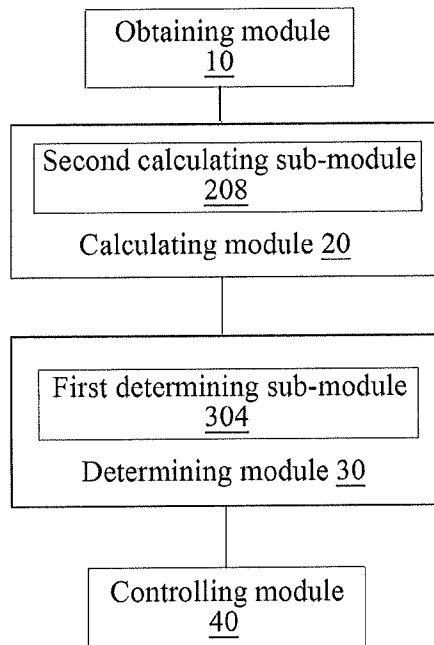 Obtaining module
10
Second calculating sub-module
208
Calculating module 20
First determining sub-module
304
Determining module 30
Controlling module
40